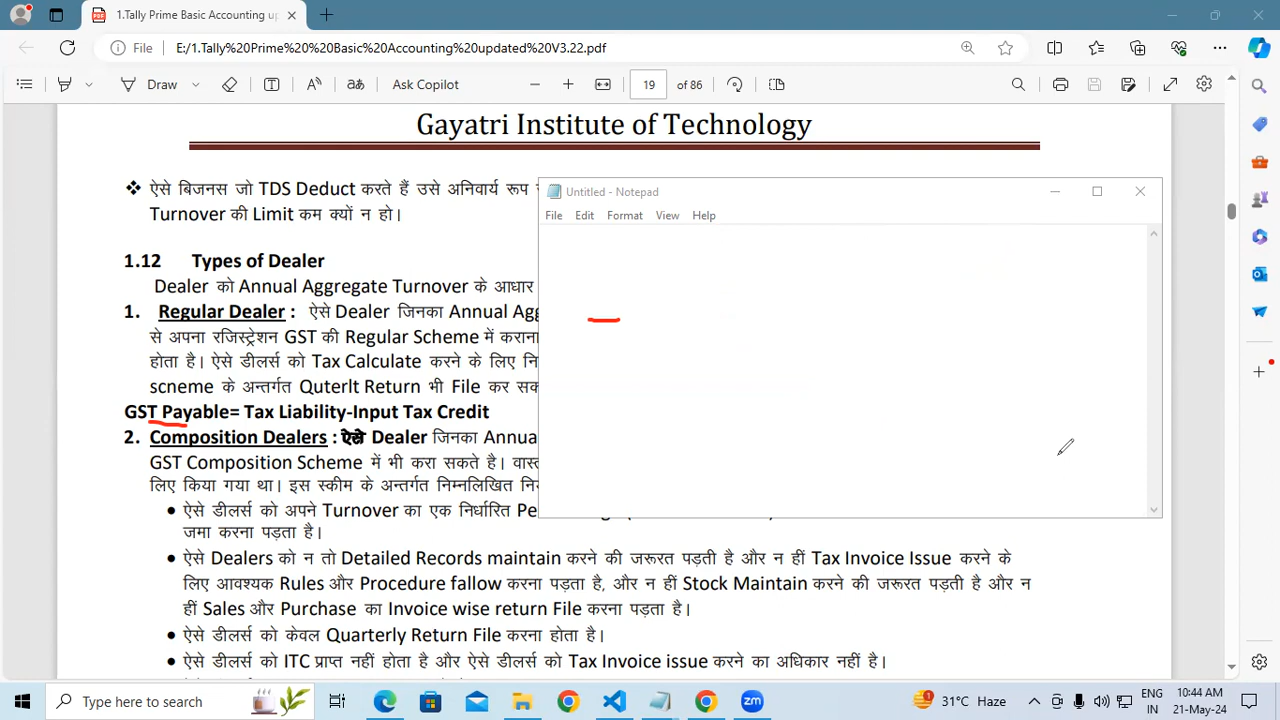 1.Tally Prime Basic Accounting up
File
E:/1.Tally%20Prime%20%20Basic%20Accounting%20updated%20V3.22.pdf
Draw
Ask Copilot
19
of 86
Gayatri Institute of Technology
❖ ऐसे बिजनस जो TDS Deduct करते हैं उसे अनिवार्य रूप
Turnover की Limit कम क्यों न हो।
1.12 Types of Dealer
Dealer को Annual Aggregate Turnover के आधार
1. Regular Dealer : ऐसे Dealer जिनका Annual Agg
से अपना रजिस्ट्रेशन GST की Regular Scheme में कराना
होता है। ऐसे डीलर्स को Tax Calculate करने के लिए नि
scneme के अन्तर्गत Quterlt Return भी File कर सक
GST Payable= Tax Liability-Input Tax Credit
2. Composition Dealers : ऐसे Dealer जिनका Annua
GST Composition Scheme में भी करा सकते है। वास्त
लिए किया गया था। इस स्कीम के अन्तर्गत निम्नलिखित निय
• ऐसे डीलर्स को अपने Turnover का एक निर्धारित Pe
जमा करना पड़ता है।
• ऐसे Dealers को न तो Detailed Records maintain करने की जरूरत पड़ती है और न हीं Tax Invoice Issue करने के
लिए आवश्यक Rules और Procedure fallow करना पड़ता है, और न हीं Stock Maintain करने की जरूरत पड़ती है और न
हीं Sales और Purchase का Invoice wise return File करना पड़ता है।
• ऐसे डीलर्स को केवल Quarterly Return File करना होता है।
• ऐसे डीलर्स को ITC प्राप्त नहीं होता है और ऐसे डीलर्स को Tax Invoice issue करने का अधिकार नहीं है।
Untitled - Notepad
File Edit Format View Help
Type here to search
31°C Haze
ENG
IN
10:44 AM
21-May-24